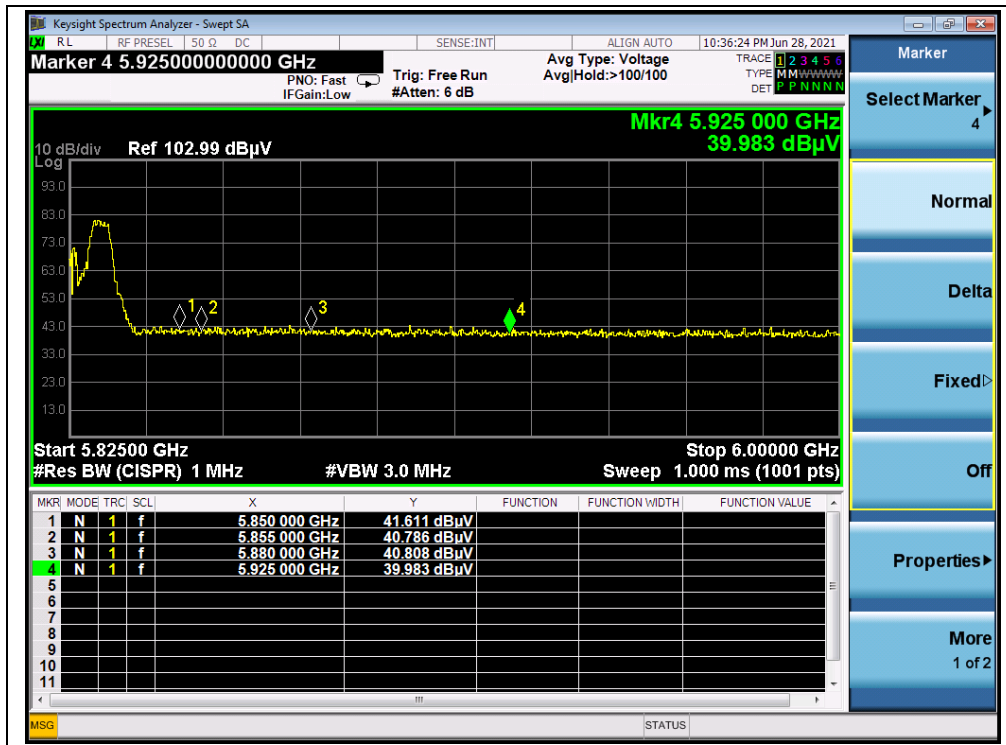 Keysight Spectrum Analyzer - Swept SA
LXI RL RF PRESEL 50 Ω DC SENSE:INT ALIGN AUTO 10:36:24 PM Jun 28, 2021
Marker 4 5.925000000000 GHz
PNO: Fast
IFGain:Low
Trig: Free Run
#Atten: 6 dB
Avg Type: Voltage
Avg|Hold:>100/100
TRACE 1 2 3 4 5 6
TYPE M M W W W W
DET P P N N N N
Mkr4 5.925 000 GHz
39.983 dBµV
10 dB/div Ref 102.99 dBµV
Log
93.0
83.0
73.0
63.0
53.0
43.0
33.0
23.0
13.0
1 2 3 4
Start 5.82500 GHz Stop 6.00000 GHz
#Res BW (CISPR) 1 MHz #VBW 3.0 MHz Sweep 1.000 ms (1001 pts)
MKR MODE TRC SCL X Y FUNCTION FUNCTION WIDTH FUNCTION VALUE
1 N 1 f 5.850 000 GHz 41.611 dBµV
2 N 1 f 5.855 000 GHz 40.786 dBµV
3 N 1 f 5.880 000 GHz 40.808 dBµV
4 N 1 f 5.925 000 GHz 39.983 dBµV
5
6
7
8
9
10
11
MSG STATUS
Marker
Select Marker
4
Normal
Delta
Fixed
Off
Properties
More
1 of 2